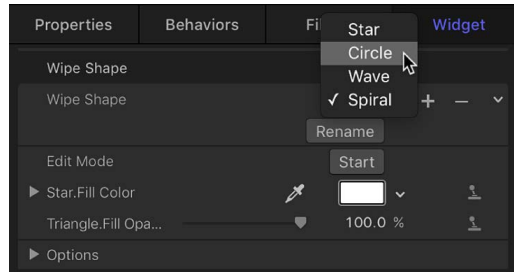 Properties Behaviors Fi Widget
Star
Circle
Wave
✓ Spiral
Wipe Shape
Wipe Shape
Rename
Edit Mode Start
Star.Fill Color
Triangle.Fill Opa... 100.0 %
Options